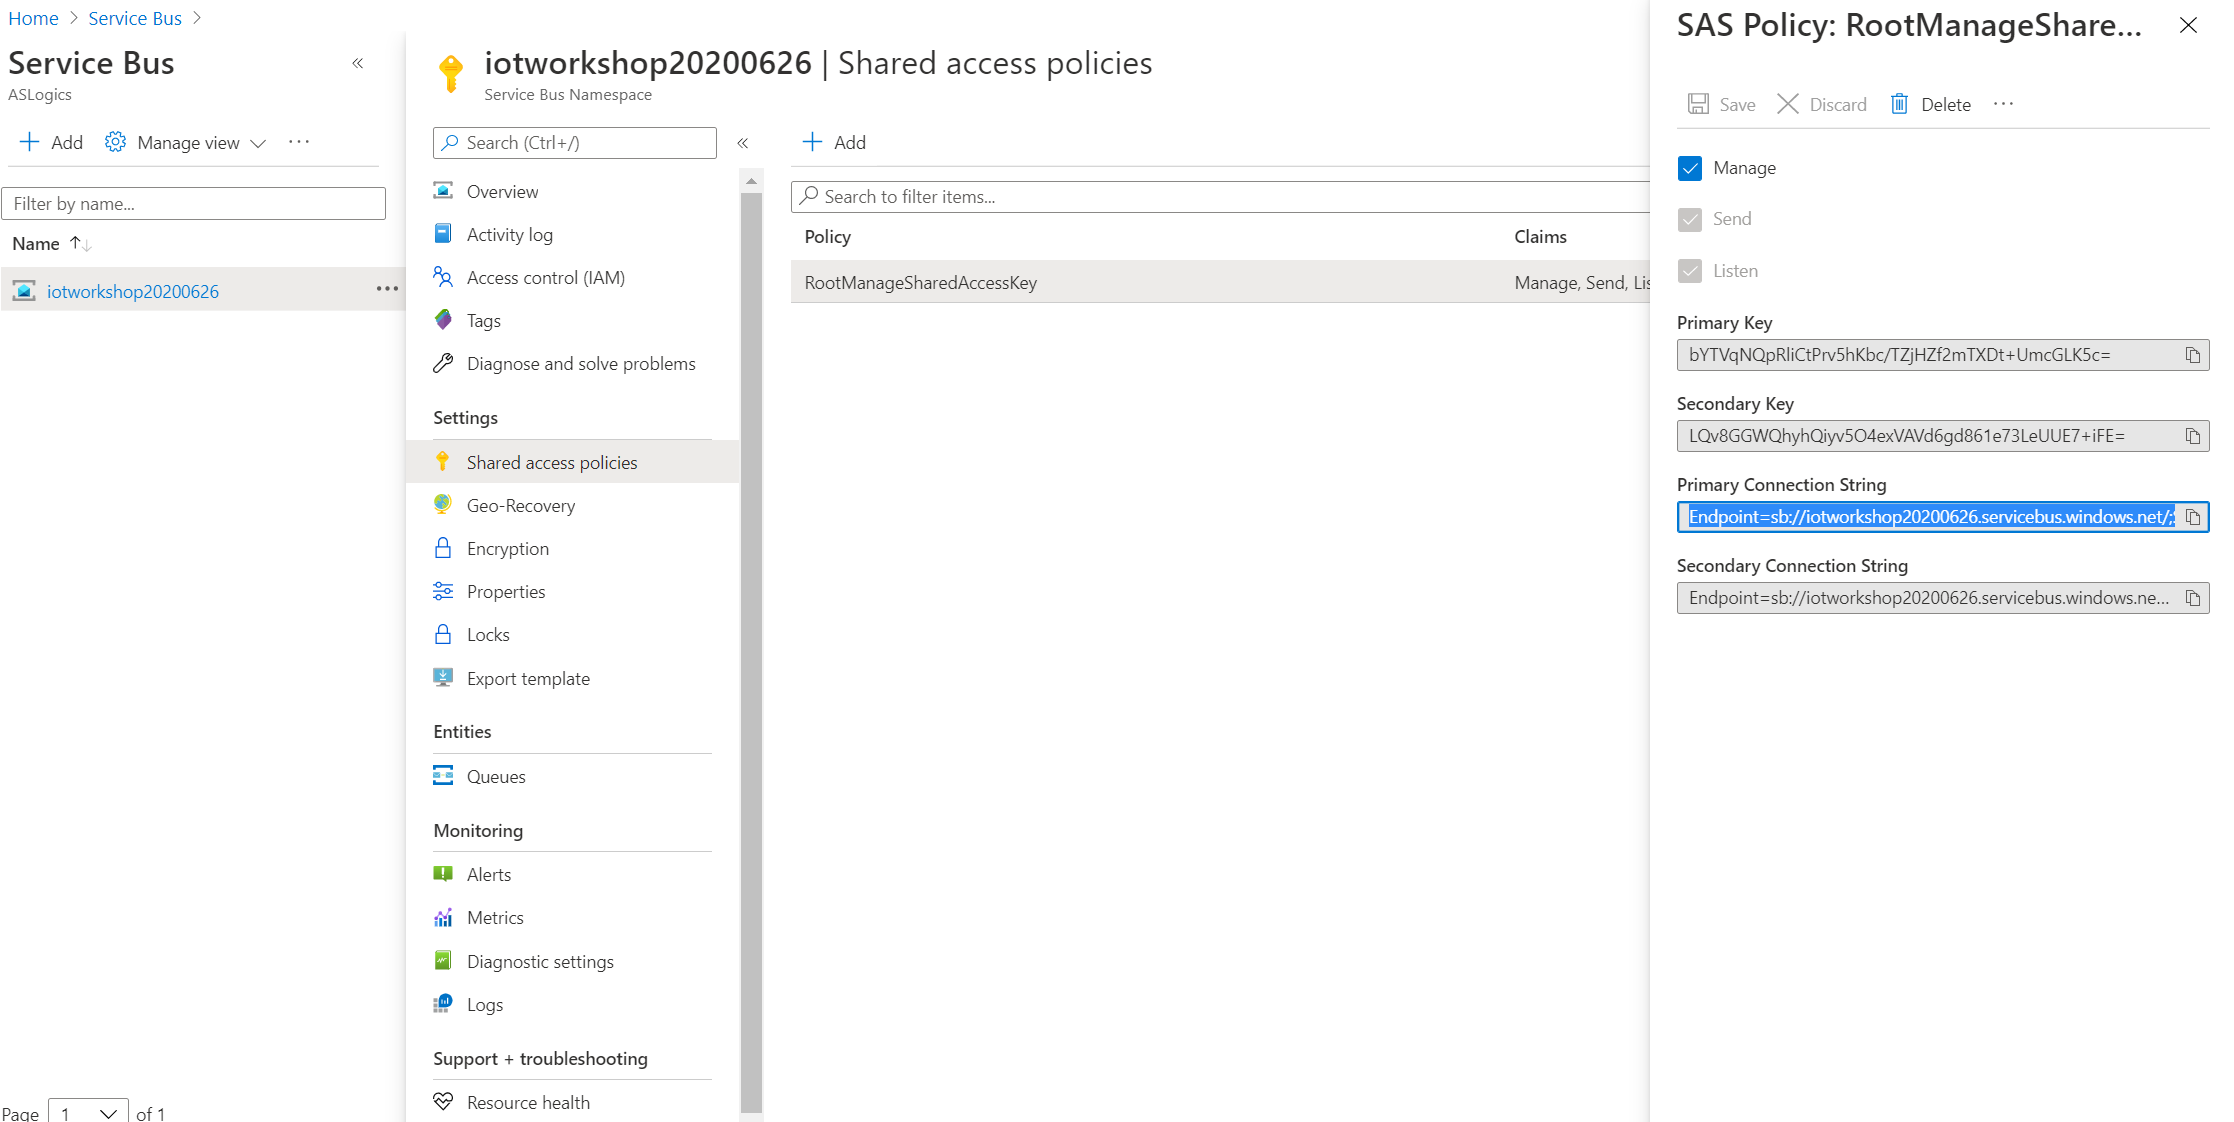 Home > Service Bus >
Service Bus
ASLogics
Add
Manage view
Filter by name...
Name
iotworkshop20200626
Page 1 of 1
iotworkshop20200626 | Shared access policies
Service Bus Namespace
Search (Ctrl+/)
Overview
Activity log
Access control (IAM)
Tags
Diagnose and solve problems
Settings
Shared access policies
Geo-Recovery
Encryption
Properties
Locks
Export template
Entities
Queues
Monitoring
Alerts
Metrics
Diagnostic settings
Logs
Support + troubleshooting
Resource health
Add
Search to filter items...
Policy Claims
RootManageSharedAccessKey Manage, Send, Lis
SAS Policy: RootManageShare...
Save Discard Delete
Manage
Send
Listen
Primary Key
bYTVqNQpRliCtPrv5hKbc/TZjHZf2mTXDt+UmcGLK5c=
Secondary Key
LQv8GGWQhyhQiyv5O4exVAVd6gd861e73LeUUE7+iFE=
Primary Connection String
Endpoint=sb://iotworkshop20200626.servicebus.windows.net/;S
Secondary Connection String
Endpoint=sb://iotworkshop20200626.servicebus.windows.ne...